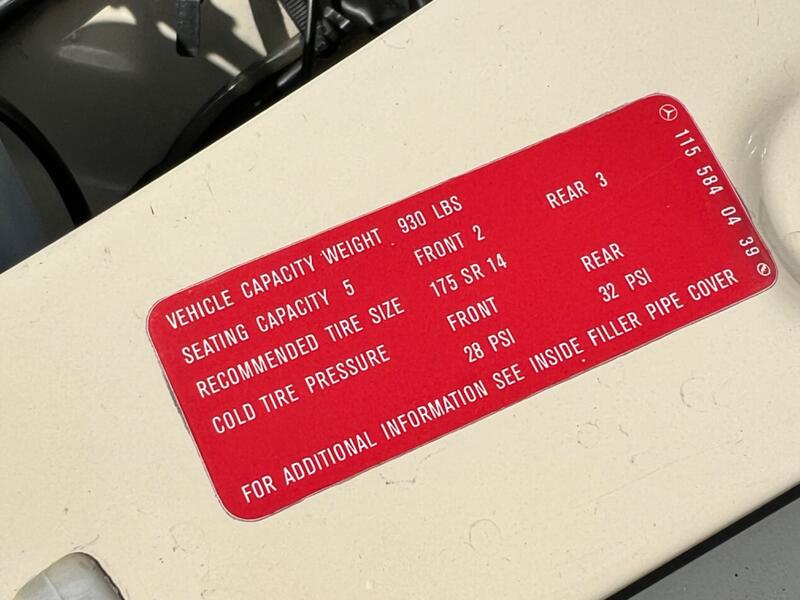 VEHICLE CAPACITY WEIGHT 930 LBS
SEATING CAPACITY 5 FRONT 2 REAR 3
RECOMMENDED TIRE SIZE 175 SR 14
COLD TIRE PRESSURE FRONT REAR
28 PSI 32 PSI
FOR ADDITIONAL INFORMATION SEE INSIDE FILLER PIPE COVER
115 584 04 39